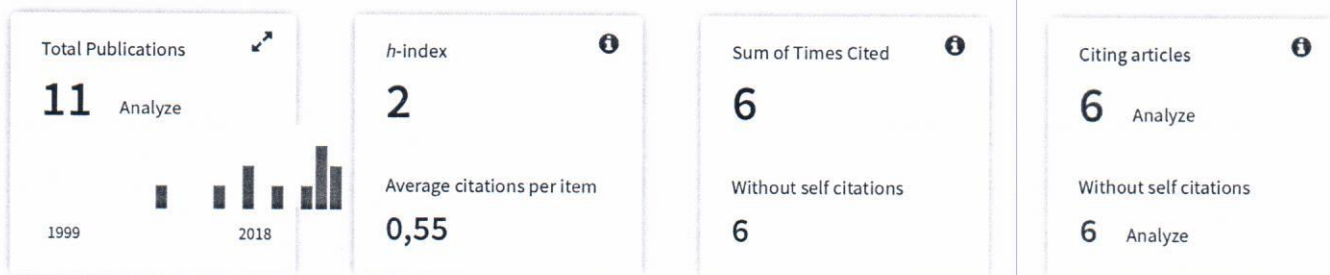 Total Publications
11 Analyze
1999 2018
h-index
2
Average citations per item
0,55
Sum of Times Cited
6
Without self citations
6
Citing articles
6 Analyze
Without self citations
6 Analyze